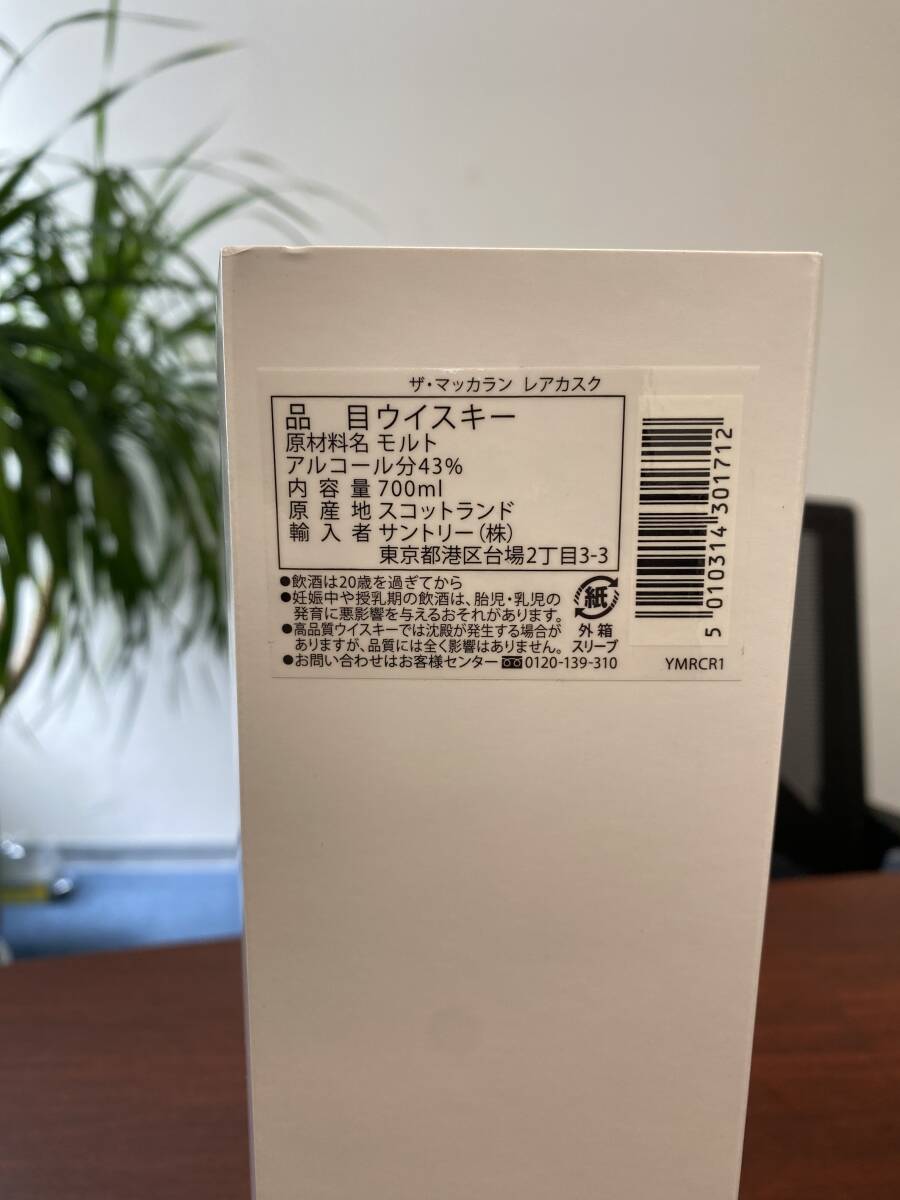 ザ・マッカラン レアカスク
品目ウイスキー
原材料名 モルト
アルコール分43%
内容量 700ml
原産地 スコットランド
輸入者 サントリー(株)
東京都港区台場2丁目3-3
●飲酒は20歳を過ぎてから
●妊娠中や授乳期の飲酒は、胎児・乳児の
発育に悪影響を与えるおそれがあります。
●高品質ウイスキーでは沈殿が発生する場合が
ありますが、品質には全く影響はありません。
●お問い合わせはお客様センター 0120-139-310
紙
外箱
スリーブ
5 010314 301712
YMRCR1